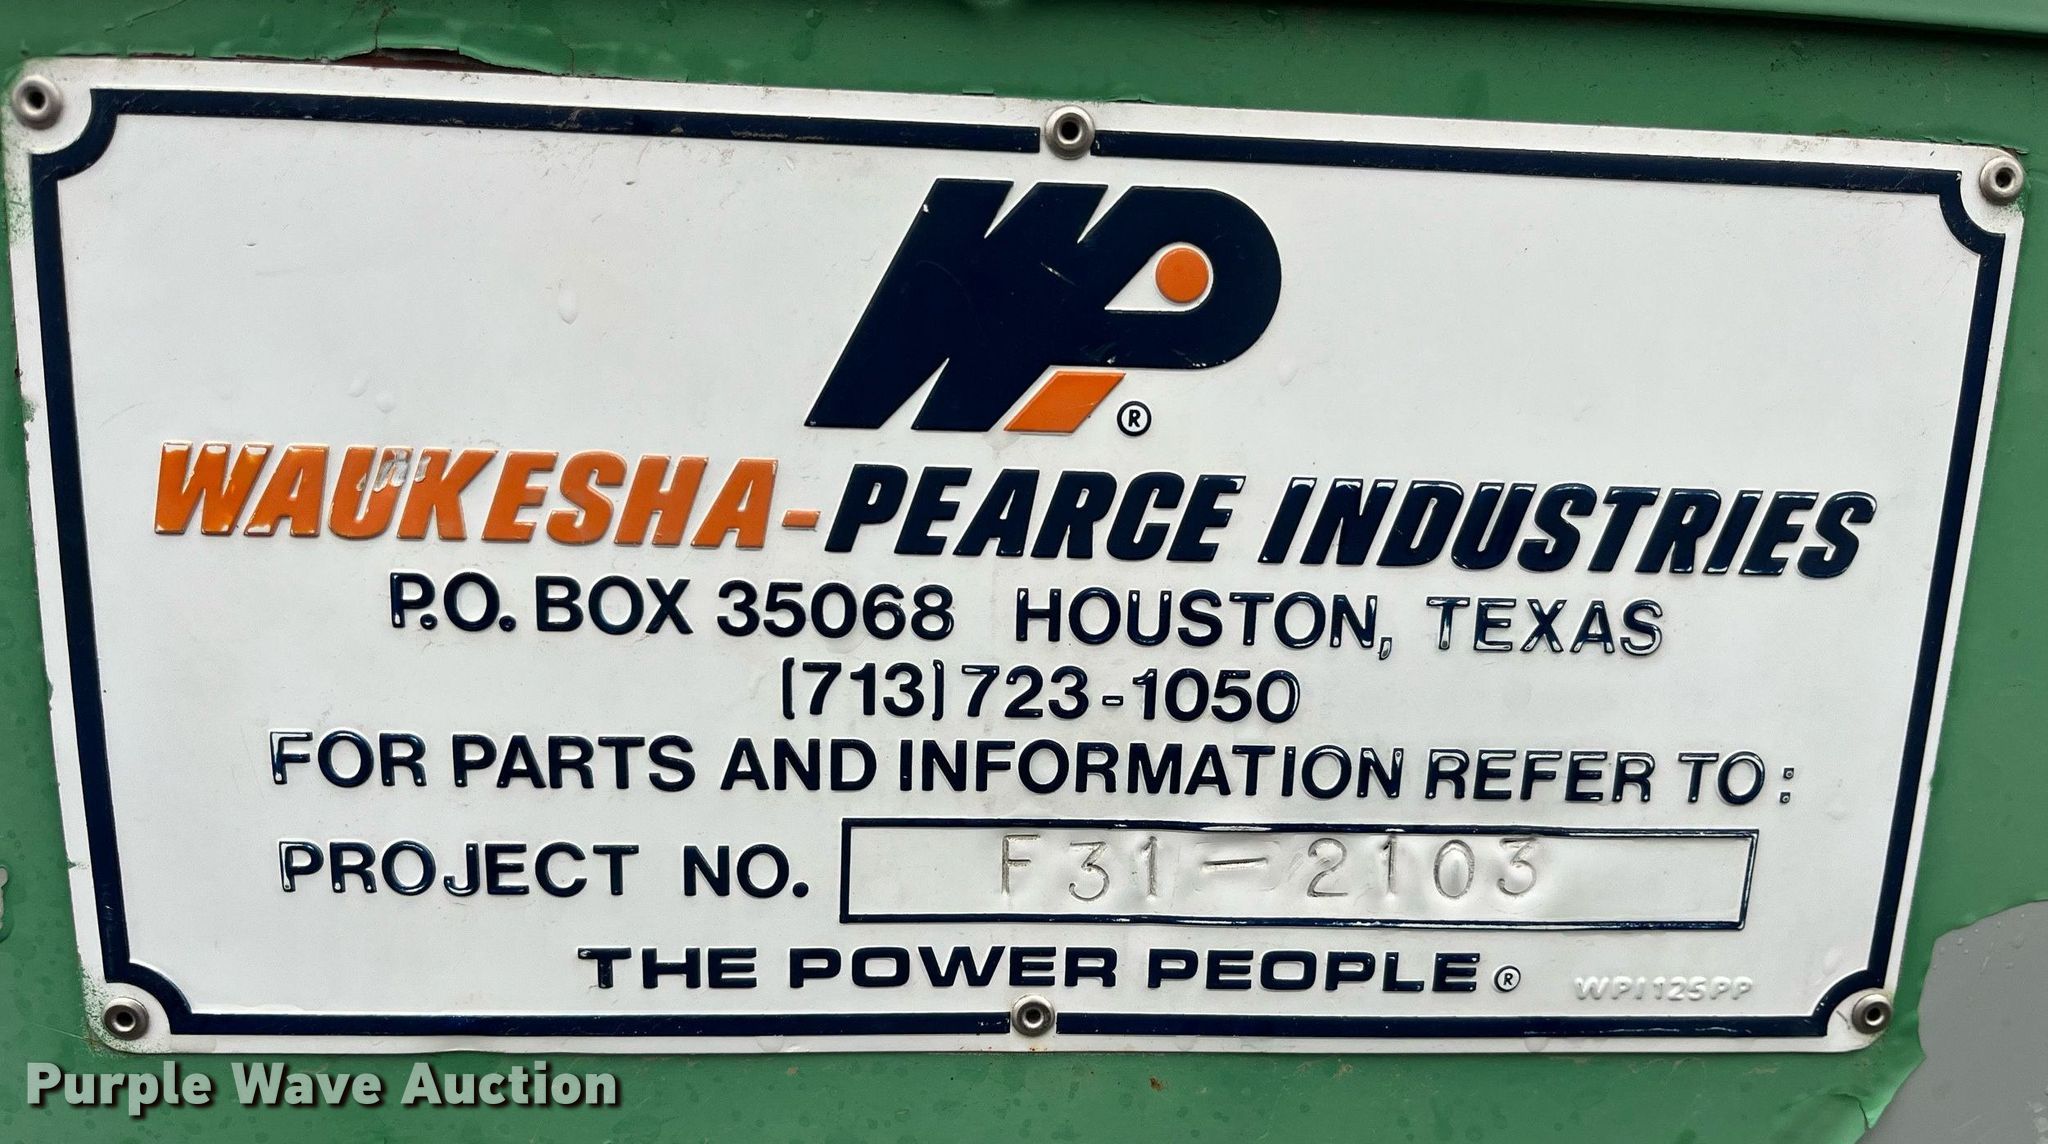 WP®
WAUKESHA-PEARCE INDUSTRIES
P.O. BOX 35068 HOUSTON, TEXAS
(713)723-1050
FOR PARTS AND INFORMATION REFER TO:
PROJECT NO. F31-2103
THE POWER PEOPLE® WPI125PP
Purple Wave Auction